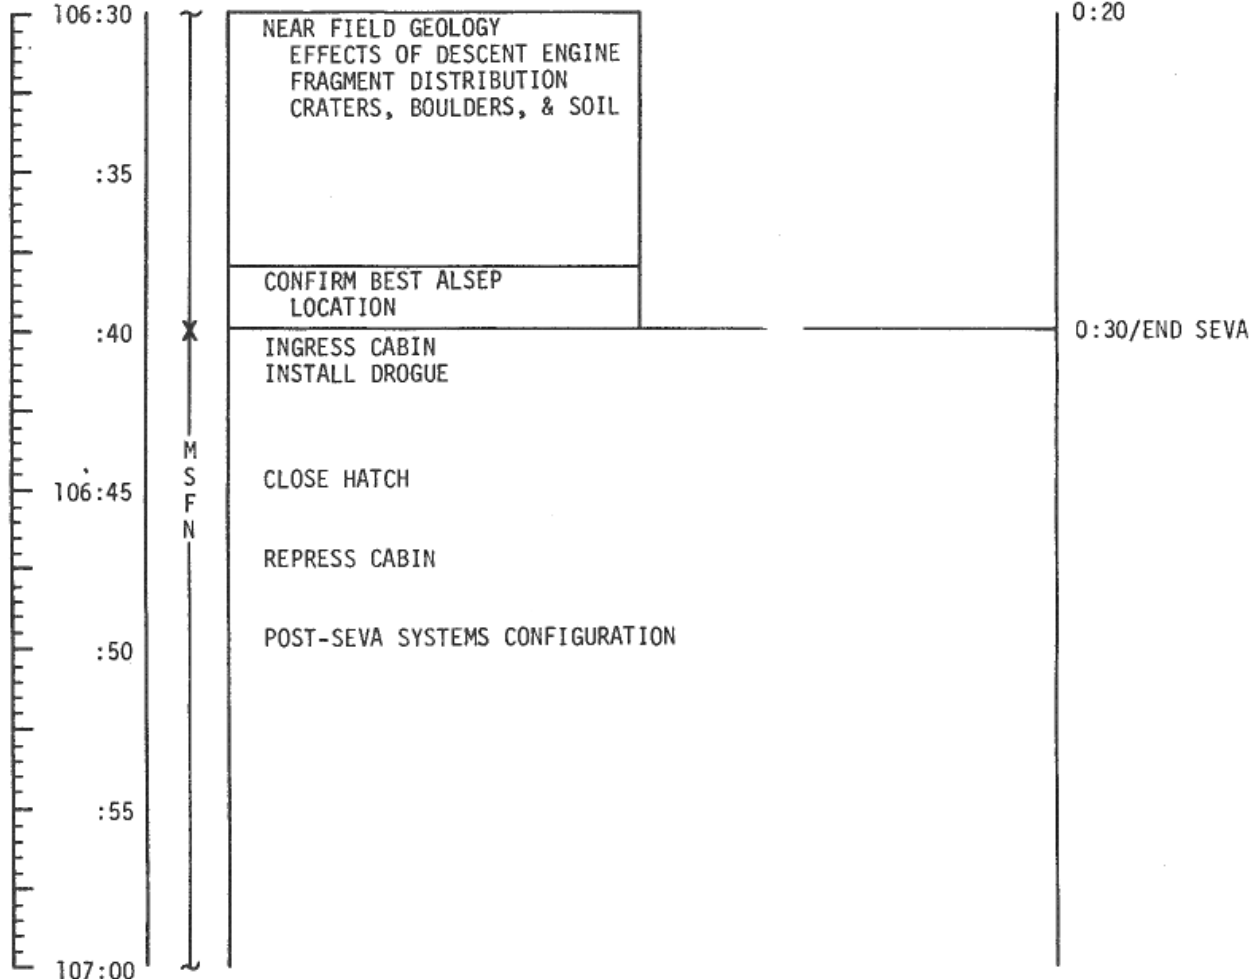 106:30
0:20
NEAR FIELD GEOLOGY
EFFECTS OF DESCENT ENGINE
FRAGMENT DISTRIBUTION
CRATERS, BOULDERS, & SOIL
:35
CONFIRM BEST ALSEP
LOCATION
:40
X
0:30/END SEVA
INGRESS CABIN
INSTALL DROGUE
M
S
F
N
CLOSE HATCH
106:45
REPRESS CABIN
POST-SEVA SYSTEMS CONFIGURATION
:50
:55
107:00